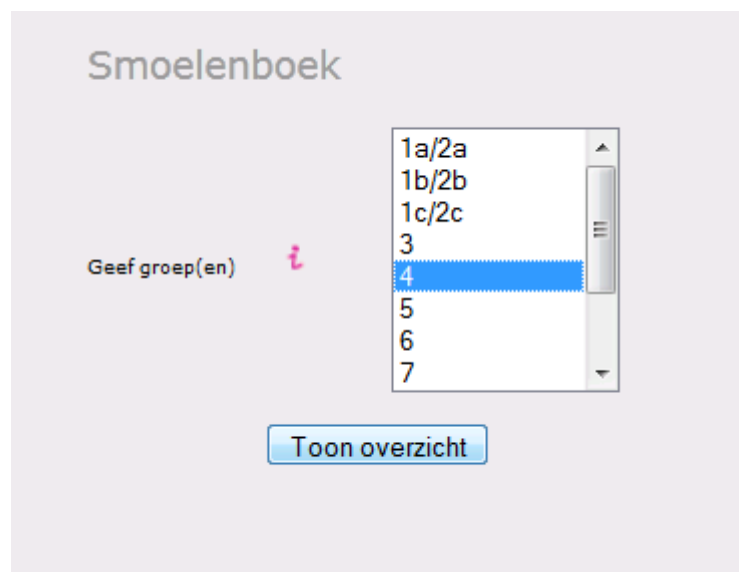 Smoelenboek
Geef groep(en) i
1a/2a
1b/2b
1c/2c
3
4
5
6
7
Toon overzicht